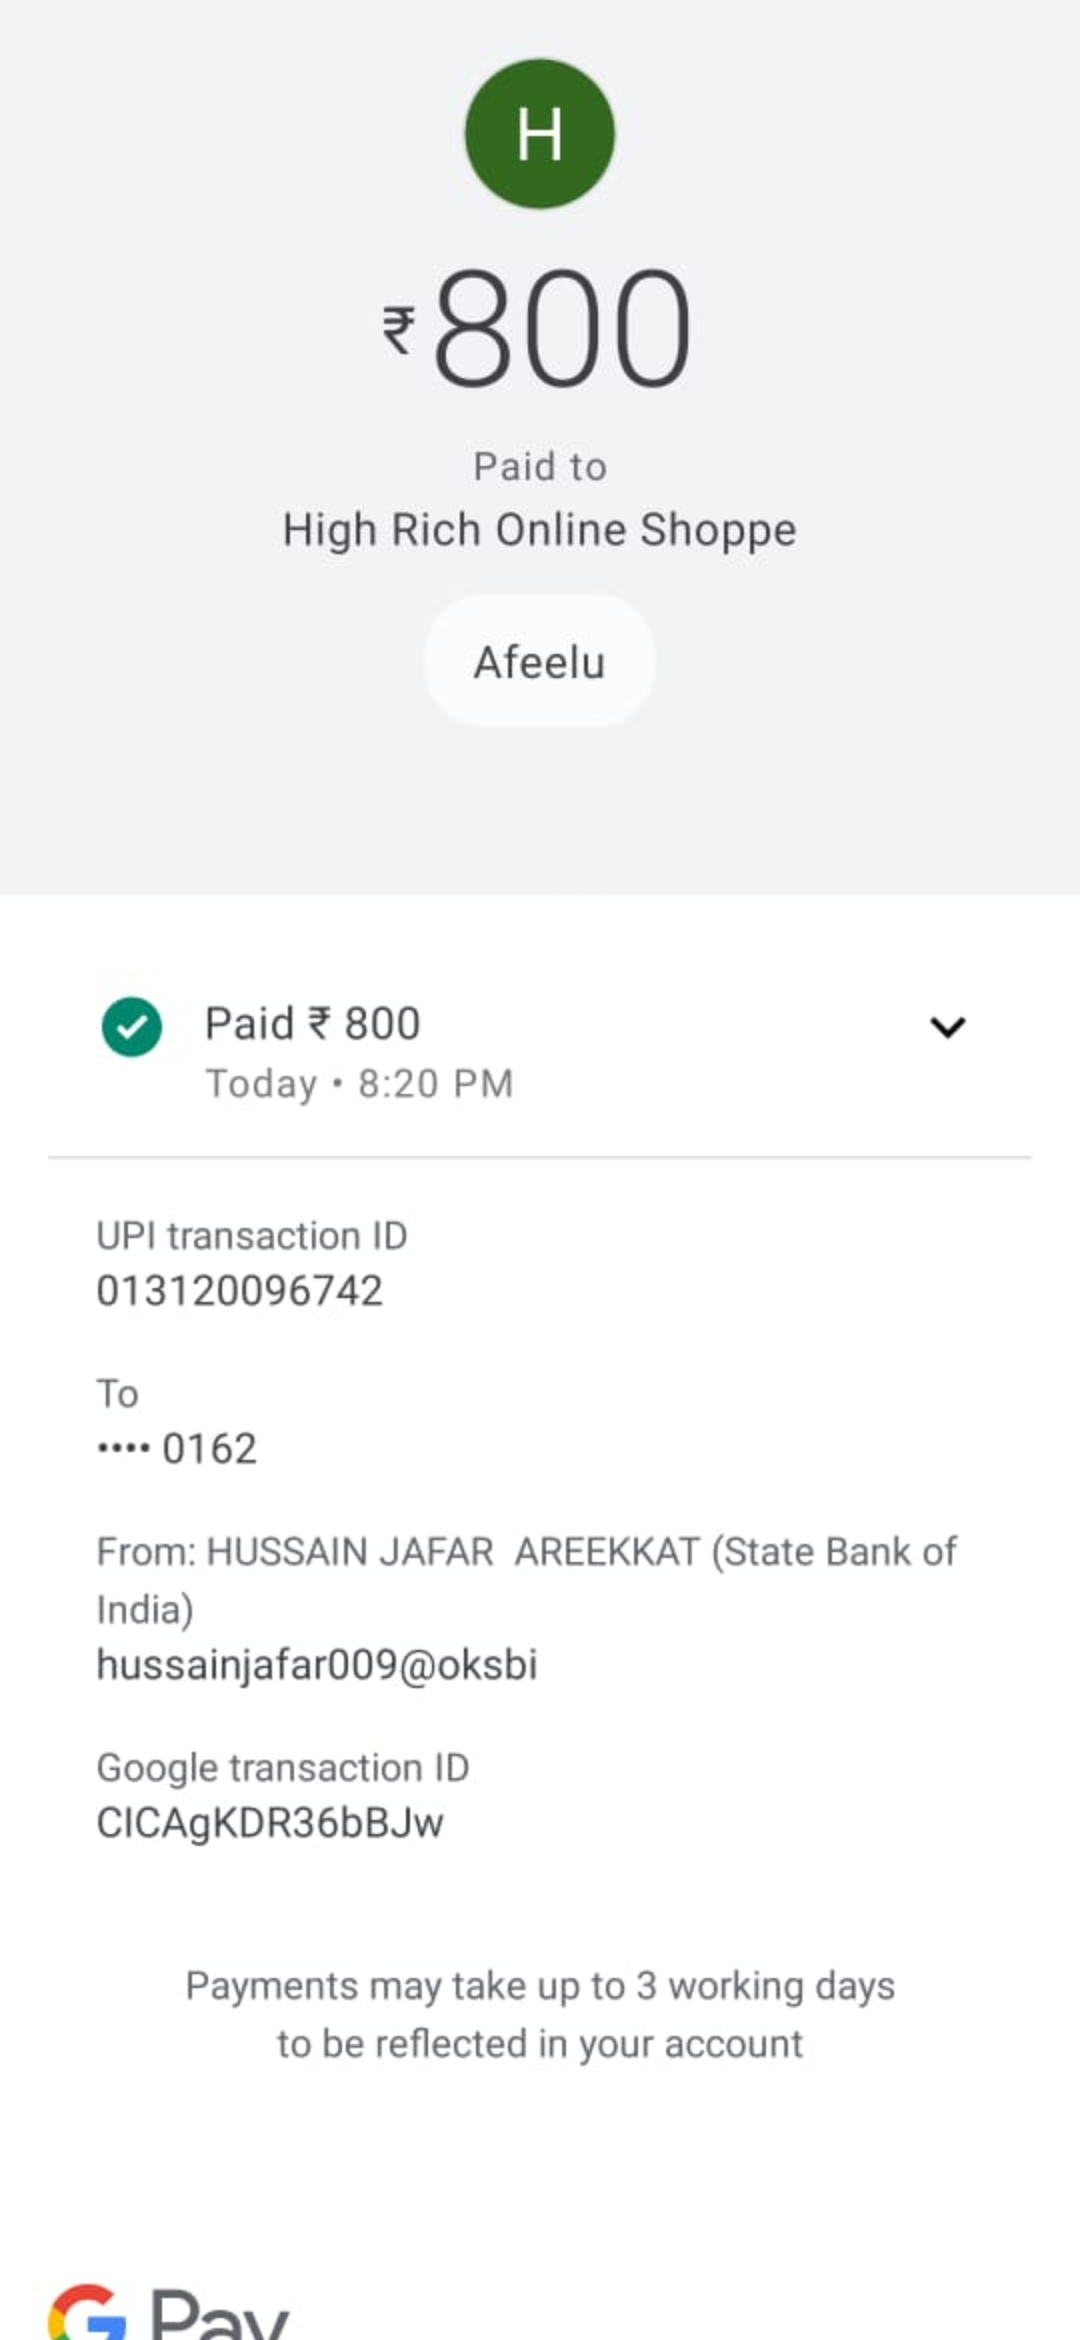 H
₹800
Paid to
High Rich Online Shoppe
Afeelu
Paid ₹ 800
Today • 8:20 PM
UPI transaction ID
013120096742
To
•••• 0162
From: HUSSAIN JAFAR  AREEKKAT (State Bank of
India)
hussainjafar009@oksbi
Google transaction ID
CICAgKDR36bBJw
Payments may take up to 3 working days
to be reflected in your account
G Pay